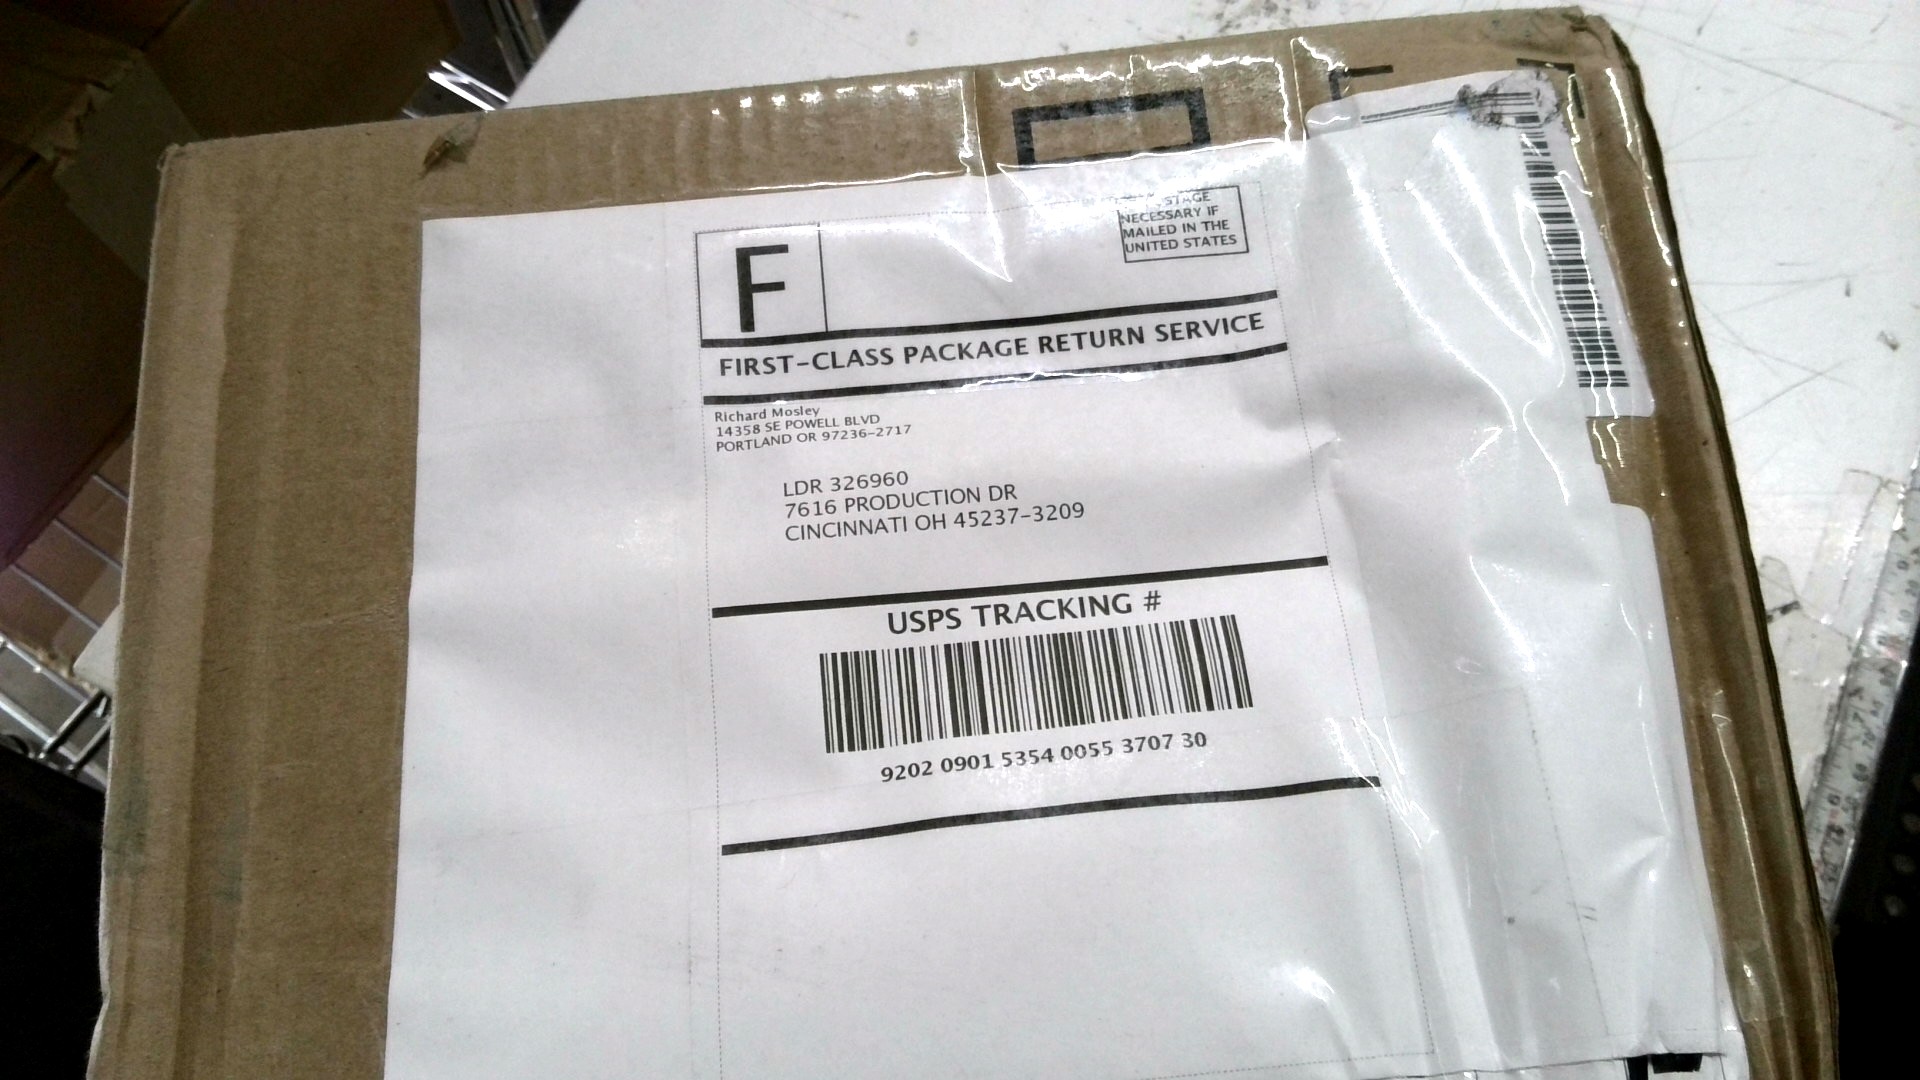 F
NECESSARY IF
MAILED IN THE
UNITED STATES
FIRST-CLASS PACKAGE RETURN SERVICE
Richard Mosley
14358 SE POWELL BLVD
PORTLAND OR 97236-2717
LDR 326960
7616 PRODUCTION DR
CINCINNATI OH 45237-3209
USPS TRACKING #
9202 0901 5354 0055 3707 30